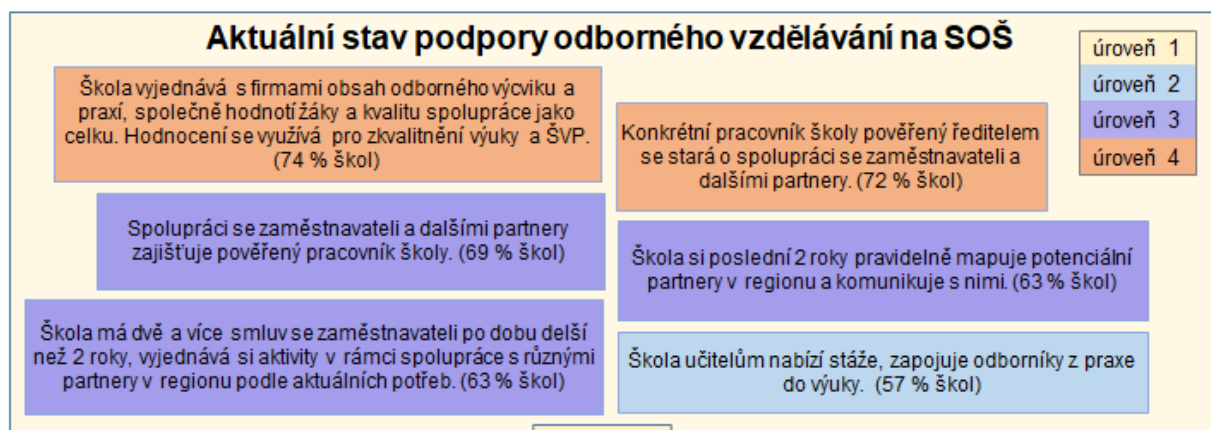 Aktuální stav podpory odborného vzdělávání na SOŠ
úroveň 1
úroveň 2
úroveň 3
úroveň 4
Škola vyjednává s firmami obsah odborného výcviku a
praxí, společně hodnotí žáky a kvalitu spolupráce jako
celku. Hodnocení se využívá pro zkvalitnění výuky a ŠVP.
(74 % škol)
Konkrétní pracovník školy pověřený ředitelem
se stará o spolupráci se zaměstnavateli a
dalšími partnery. (72 % škol)
Spolupráci se zaměstnavateli a dalšími partnery
zajišťuje pověřený pracovník školy. (69 % škol)
Škola si poslední 2 roky pravidelně mapuje potenciální
partnery v regionu a komunikuje s nimi. (63 % škol)
Škola má dvě a více smluv se zaměstnavateli po dobu delší
než 2 roky, vyjednává si aktivity v rámci spolupráce s různými
partnery v regionu podle aktuálních potřeb. (63 % škol)
Škola učitelům nabízí stáže, zapojuje odborníky z praxe
do výuky. (57 % škol)